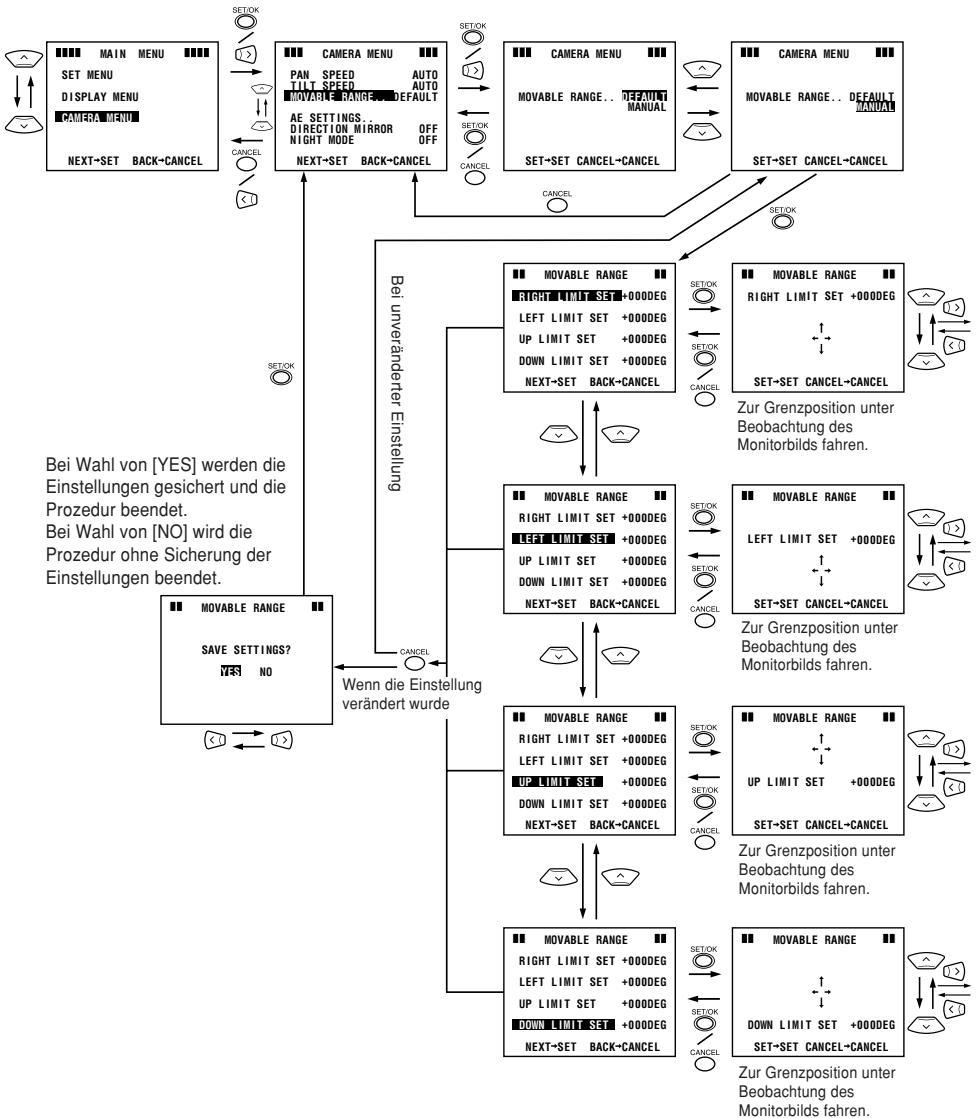 SET/OK
MAIN MENU
SET MENU
DISPLAY MENU
CAMERA MENU
NEXT→SET BACK→CANCEL
CANCEL
CAMERA MENU
PAN SPEED AUTO
TILT SPEED AUTO
MOVABLE RANGE.. DEFAULT
AE SETTINGS..
DIRECTION MIRROR OFF
NIGHT MODE OFF
NEXT→SET BACK→CANCEL
SET/OK
SET/OK
CANCEL
CAMERA MENU
MOVABLE RANGE.. DEFAULT
MANUAL
SET→SET CANCEL→CANCEL
CAMERA MENU
MOVABLE RANGE.. DEFAULT
MANUAL
SET→SET CANCEL→CANCEL
CANCEL
SET/OK
Bei unveränderter Einstellung
SET/OK
MOVABLE RANGE
RIGHT LIMIT SET +000DEG
LEFT LIMIT SET +000DEG
UP LIMIT SET +000DEG
DOWN LIMIT SET +000DEG
NEXT→SET BACK→CANCEL
SET/OK
SET/OK
CANCEL
MOVABLE RANGE
RIGHT LIMIT SET +000DEG
SET→SET CANCEL→CANCEL
Zur Grenzposition unter
Beobachtung des
Monitorbilds fahren.
Bei Wahl von [YES] werden die
Einstellungen gesichert und die
Prozedur beendet.
Bei Wahl von [NO] wird die
Prozedur ohne Sicherung der
Einstellungen beendet.
MOVABLE RANGE
RIGHT LIMIT SET +000DEG
LEFT LIMIT SET +000DEG
UP LIMIT SET +000DEG
DOWN LIMIT SET +000DEG
NEXT→SET BACK→CANCEL
SET/OK
SET/OK
CANCEL
MOVABLE RANGE
LEFT LIMIT SET +000DEG
SET→SET CANCEL→CANCEL
Zur Grenzposition unter
Beobachtung des
Monitorbilds fahren.
MOVABLE RANGE
SAVE SETTINGS?
YES NO
CANCEL
Wenn die Einstellung
verändert wurde
MOVABLE RANGE
RIGHT LIMIT SET +000DEG
LEFT LIMIT SET +000DEG
UP LIMIT SET +000DEG
DOWN LIMIT SET +000DEG
NEXT→SET BACK→CANCEL
SET/OK
SET/OK
CANCEL
MOVABLE RANGE
UP LIMIT SET +000DEG
SET→SET CANCEL→CANCEL
Zur Grenzposition unter
Beobachtung des
Monitorbilds fahren.
MOVABLE RANGE
RIGHT LIMIT SET +000DEG
LEFT LIMIT SET +000DEG
UP LIMIT SET +000DEG
DOWN LIMIT SET +000DEG
NEXT→SET BACK→CANCEL
SET/OK
SET/OK
CANCEL
MOVABLE RANGE
DOWN LIMIT SET +000DEG
SET→SET CANCEL→CANCEL
Zur Grenzposition unter
Beobachtung des
Monitorbilds fahren.